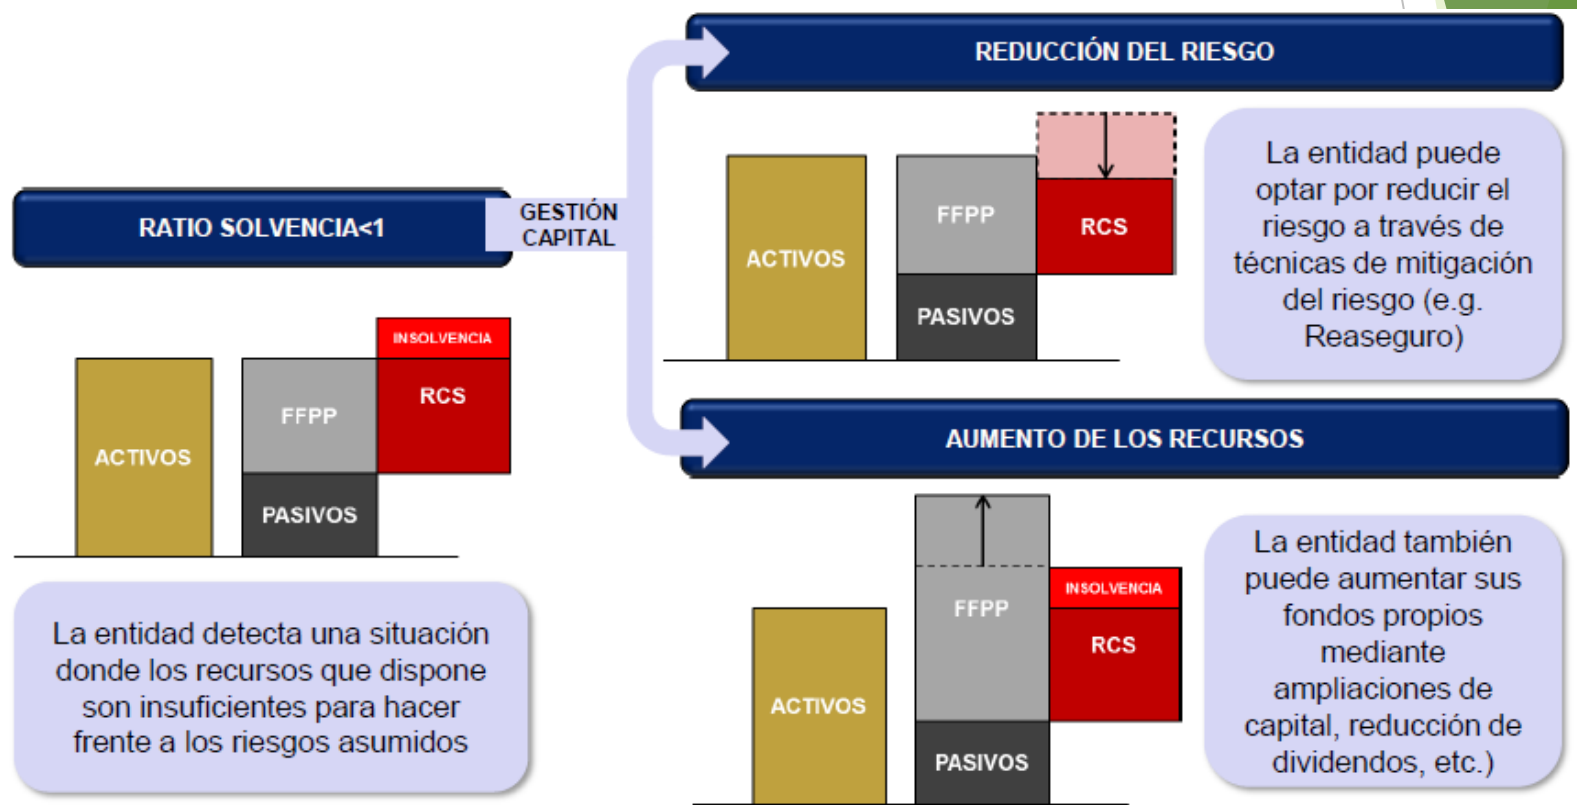 RATIO SOLVENCIA<1
GESTIÓN
CAPITAL
ACTIVOS
FFPP
PASIVOS
INSOLVENCIA
RCS
La entidad detecta una situación
donde los recursos que dispone
son insuficientes para hacer
frente a los riesgos asumidos
REDUCCIÓN DEL RIESGO
ACTIVOS
FFPP
PASIVOS
RCS
La entidad puede
optar por reducir el
riesgo a través de
técnicas de mitigación
del riesgo (e.g.
Reaseguro)
AUMENTO DE LOS RECURSOS
ACTIVOS
FFPP
PASIVOS
INSOLVENCIA
RCS
La entidad también
puede aumentar sus
fondos propios
mediante
ampliaciones de
capital, reducción de
dividendos, etc.)